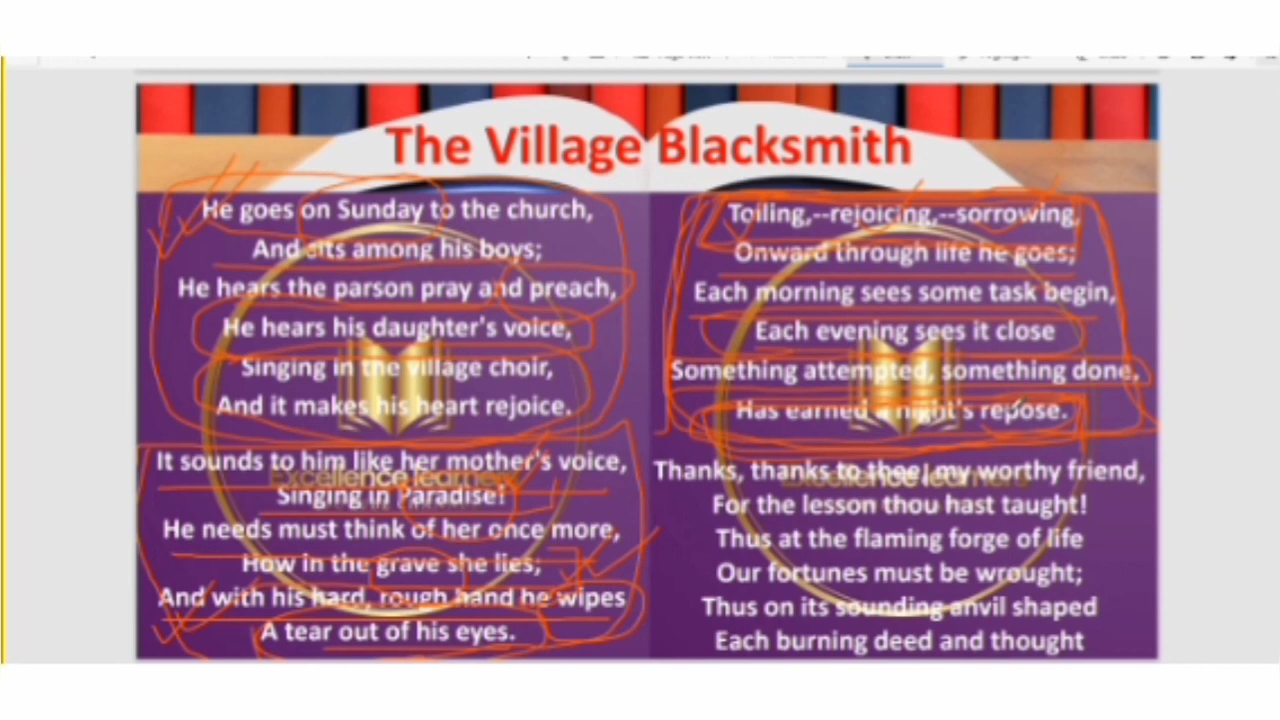 The Village Blacksmith
He goes on Sunday to the church,
And sits among his boys;
He hears the parson pray and preach,
He hears his daughter's voice,
Singing in the village choir,
And it makes his heart rejoice.
It sounds to him like her mother's voice,
Singing in Paradise!
He needs must think of her once more,
How in the grave she lies;
And with his hard, rough hand he wipes
A tear out of his eyes.
Toiling,--rejoicing,--sorrowing,
Onward through life he goes;
Each morning sees some task begin,
Each evening sees it close
Something attempted, something done,
Has earned a night's repose.
Thanks, thanks to thee, my worthy friend,
For the lesson thou hast taught!
Thus at the flaming forge of life
Our fortunes must be wrought;
Thus on its sounding anvil shaped
Each burning deed and thought
Excellence learners
Excellence learners